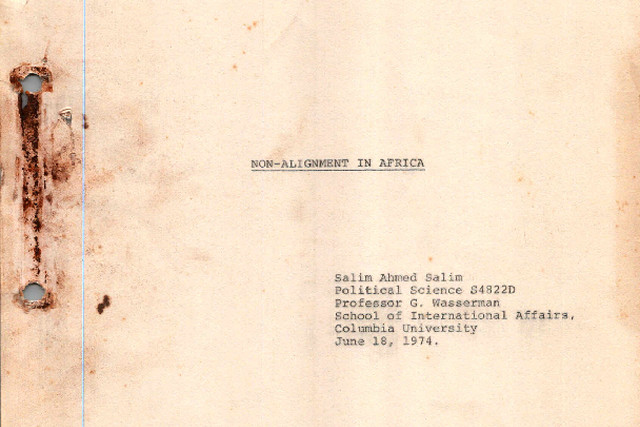 NON-ALIGNMENT IN AFRICA
Salim Ahmed Salim
Political Science S4822D
Professor G. Wasserman
School of International Affairs,
Columbia University
June 18, 1974.